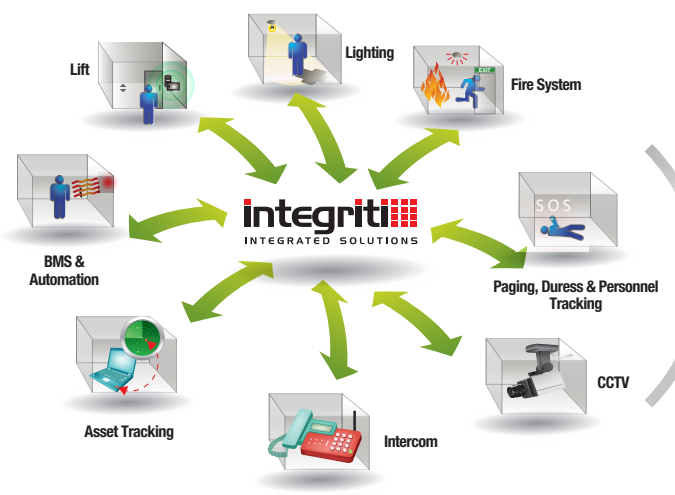 Lighting
Lift
Fire System
EXIT
integriti
INTEGRATED SOLUTIONS
SOS
BMS &
Automation
Paging, Duress & Personnel
Tracking
CCTV
Asset Tracking
Intercom